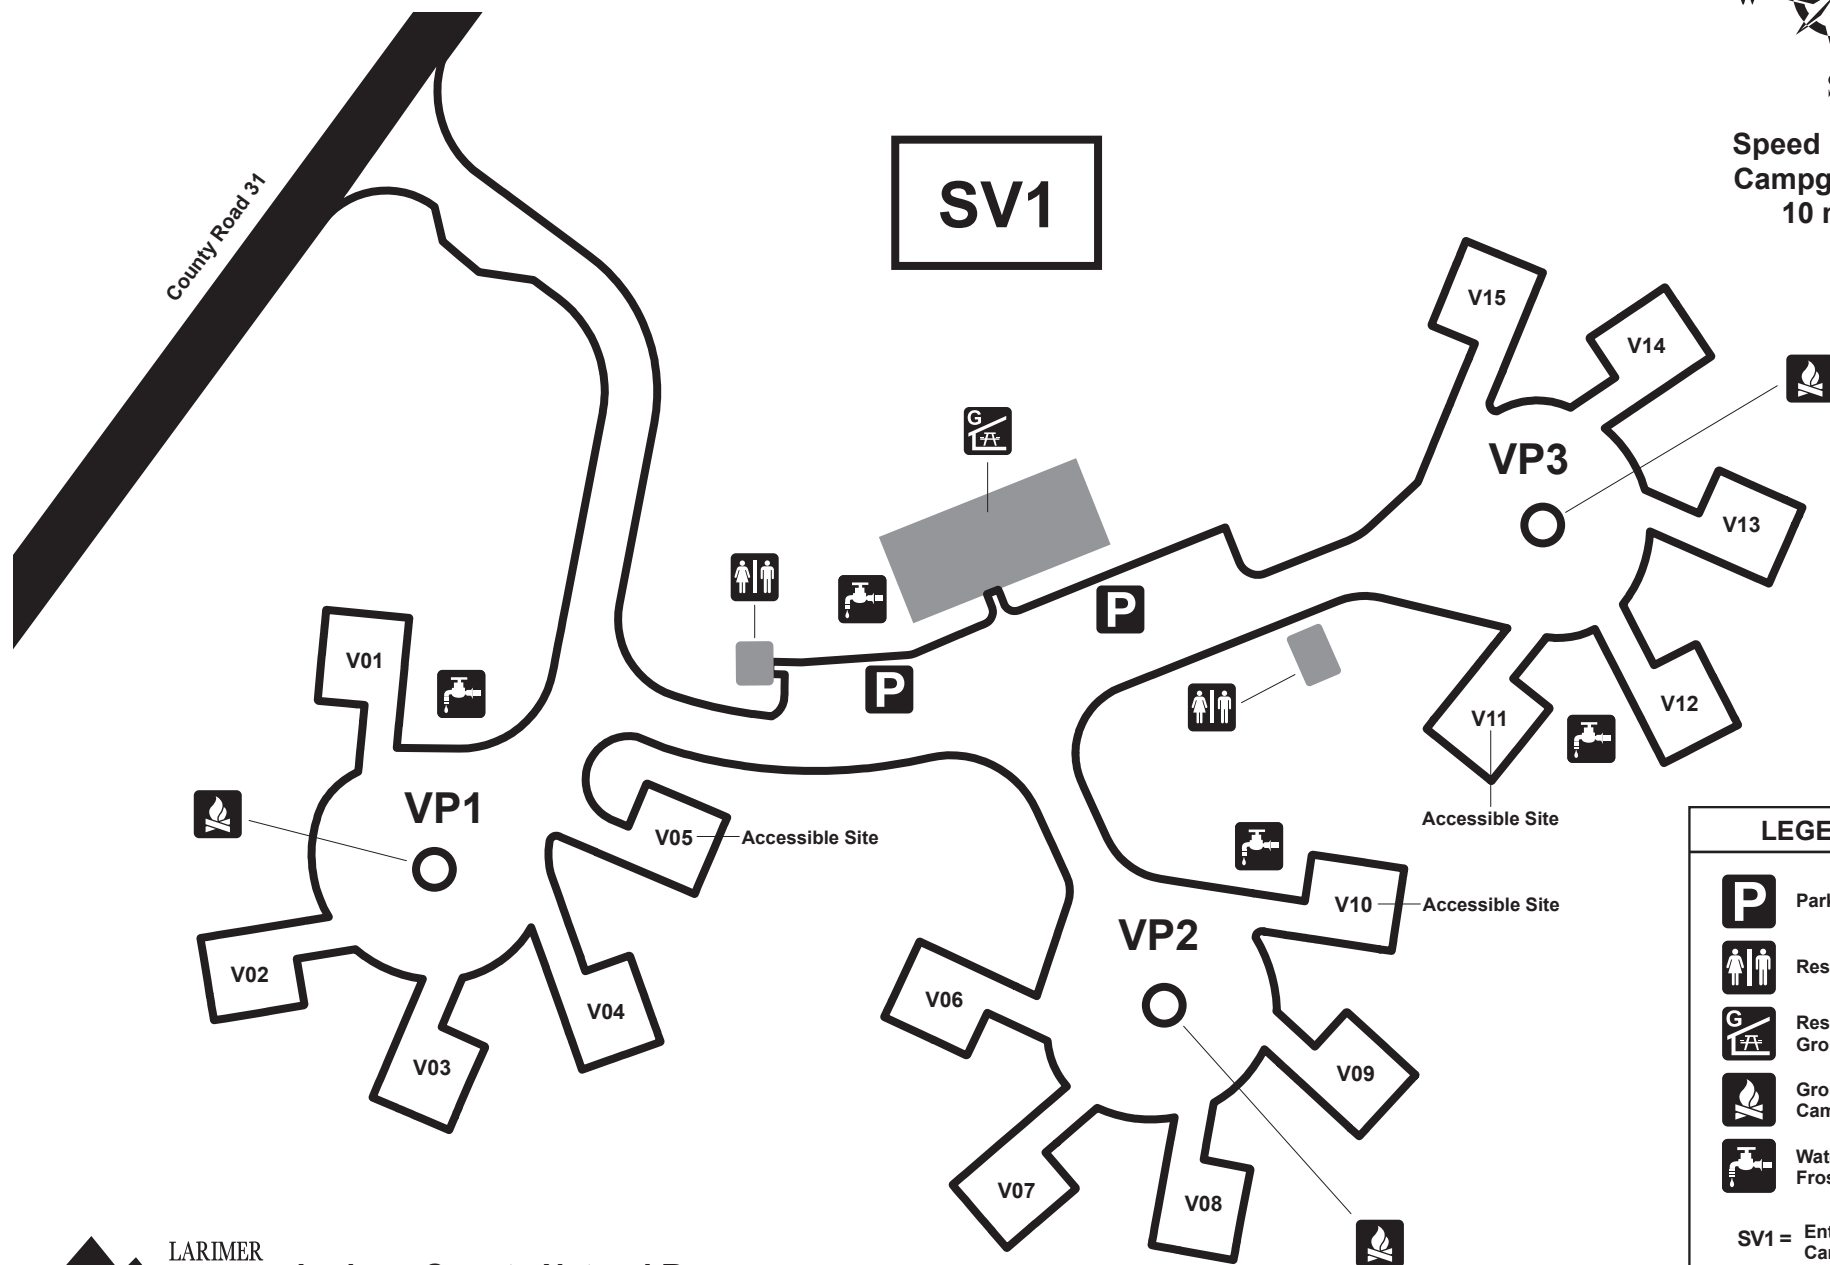 W
S
Speed
Campg
10 m
County Road 31
SV1
V15
V14
G
VP3
V13
P
V01
P
V12
V11
VP1
Accessible Site
V05
Accessible Site
LEGE
V10
Accessible Site
P
Park
VP2
V02
V06
Res
V04
G
Res
Gro
V03
V09
Gro
Cam
V07
V08
Wat
Fros
SV1 = Ent
Car
LARIMER